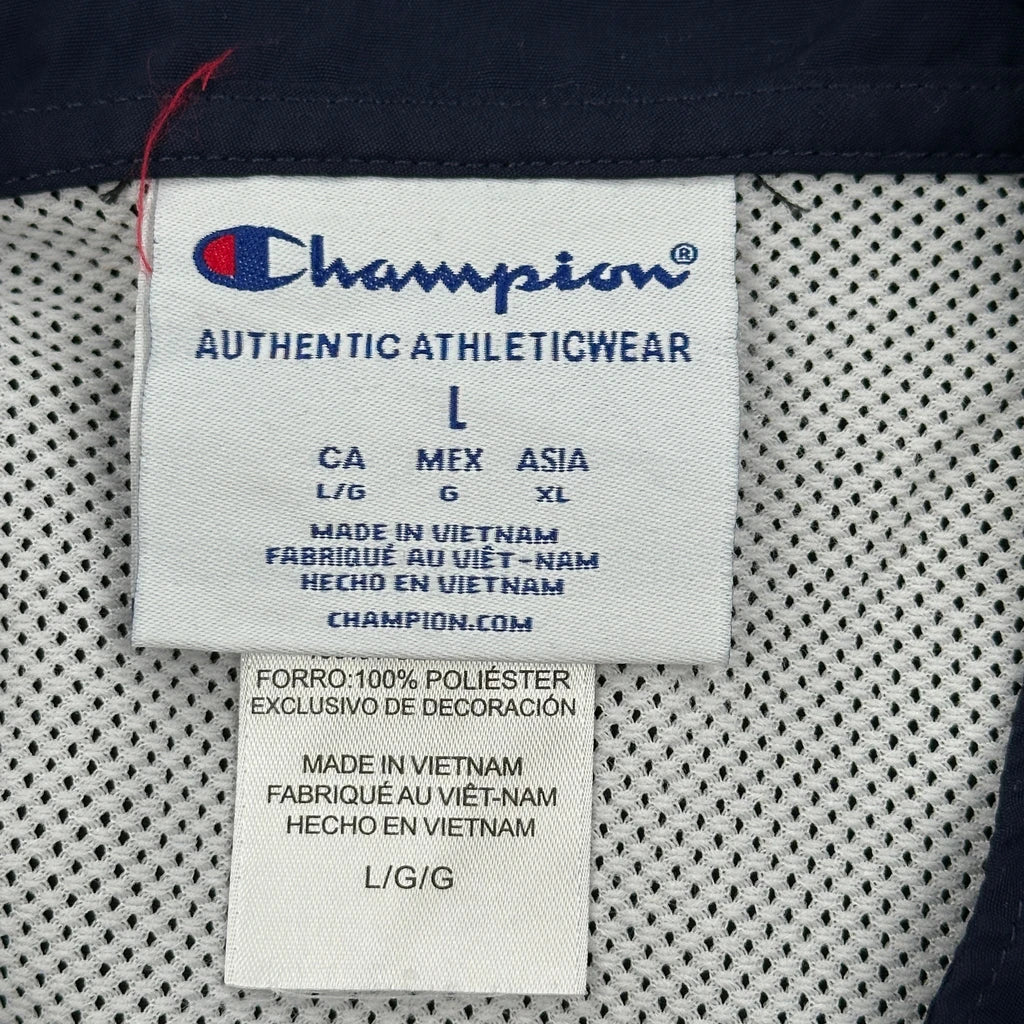 Champion®
AUTHENTIC ATHLETICWEAR
L
CA MEX ASIA
L/G G XL
MADE IN VIETNAM
FABRIQUÉ AU VIÊT-NAM
HECHO EN VIETNAM
CHAMPION.COM
FORRO:100% POLIÉSTER
EXCLUSIVO DE DECORACIÓN
MADE IN VIETNAM
FABRIQUÉ AU VIÊT-NAM
HECHO EN VIETNAM
L/G/G